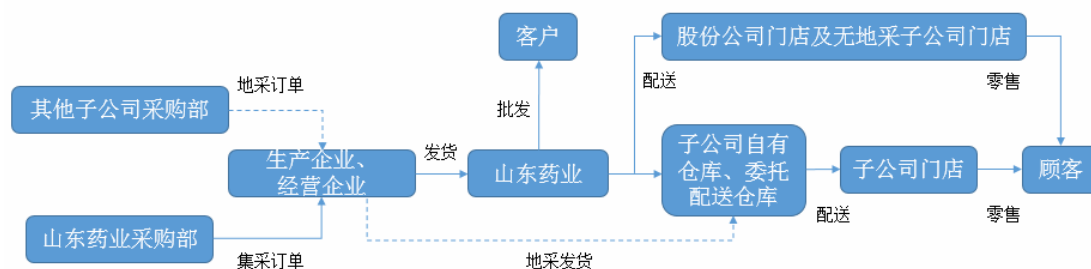 客户
股份公司门店及无地采子公司门店
地采订单
配送
零售
其他子公司采购部
批发
生产企业、
经营企业
发货
山东药业
子公司自有
仓库、委托
配送仓库
子公司门店
顾客
配送
零售
山东药业采购部
集采订单
地采发货